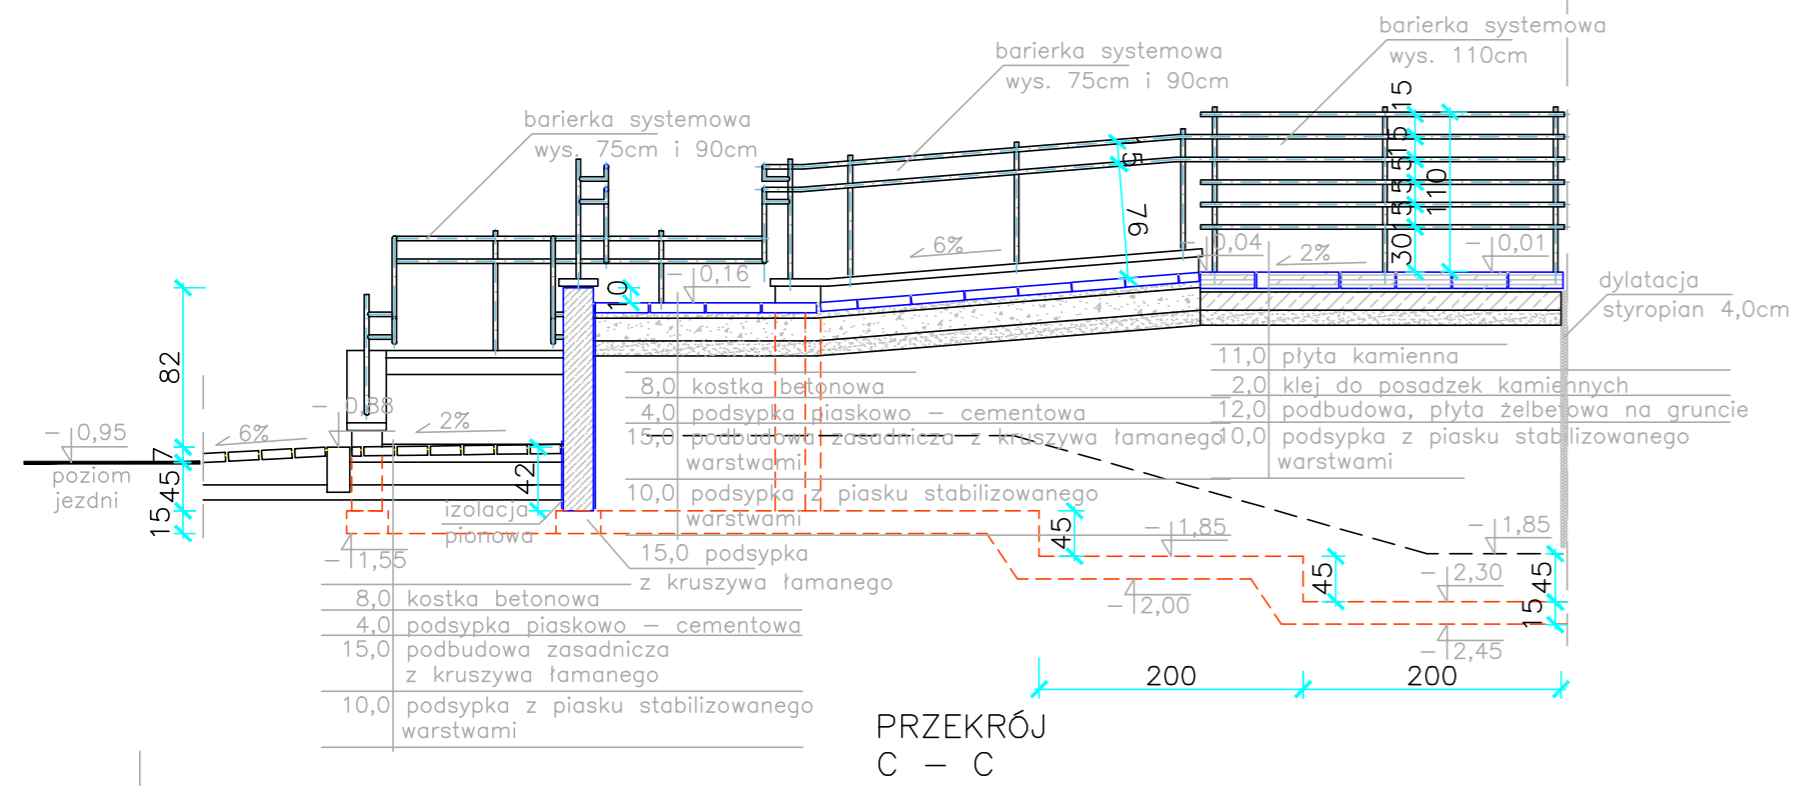 barierka systemowa
wys. 110cm
barierka systemowa
wys. 75cm i 90cm
barierka systemowa
wys. 75cm i 90cm
15
15
15
15
15
30
110
15
76
6%
- 0,04
2%
- 0,01
- 0,16
10
dylatacja
styropian 4,0cm
82
- 0,88
- 0,95
6%
2%
7
poziom
jezdni
45
15
42
izolacja
pionowa
- 1,55
8,0 kostka betonowa
4,0 podsypka piaskowo – cementowa
15,0 podbudowa zasadnicza z kruszywa łamanego
warstwami
10,0 podsypka z piasku stabilizowanego
warstwami
11,0 płyta kamienna
2,0 klej do posadzek kamiennych
12,0 podbudowa, płyta żelbetowa na gruncie
10,0 podsypka z piasku stabilizowanego
warstwami
15,0 podsypka
z kruszywa łamanego
8,0 kostka betonowa
4,0 podsypka piaskowo – cementowa
15,0 podbudowa zasadnicza
z kruszywa łamanego
10,0 podsypka z piasku stabilizowanego
warstwami
45
- 1,85
- 1,85
45
- 2,30
45
15
- 2,00
- 2,45
200
200
PRZEKRÓJ
C – C